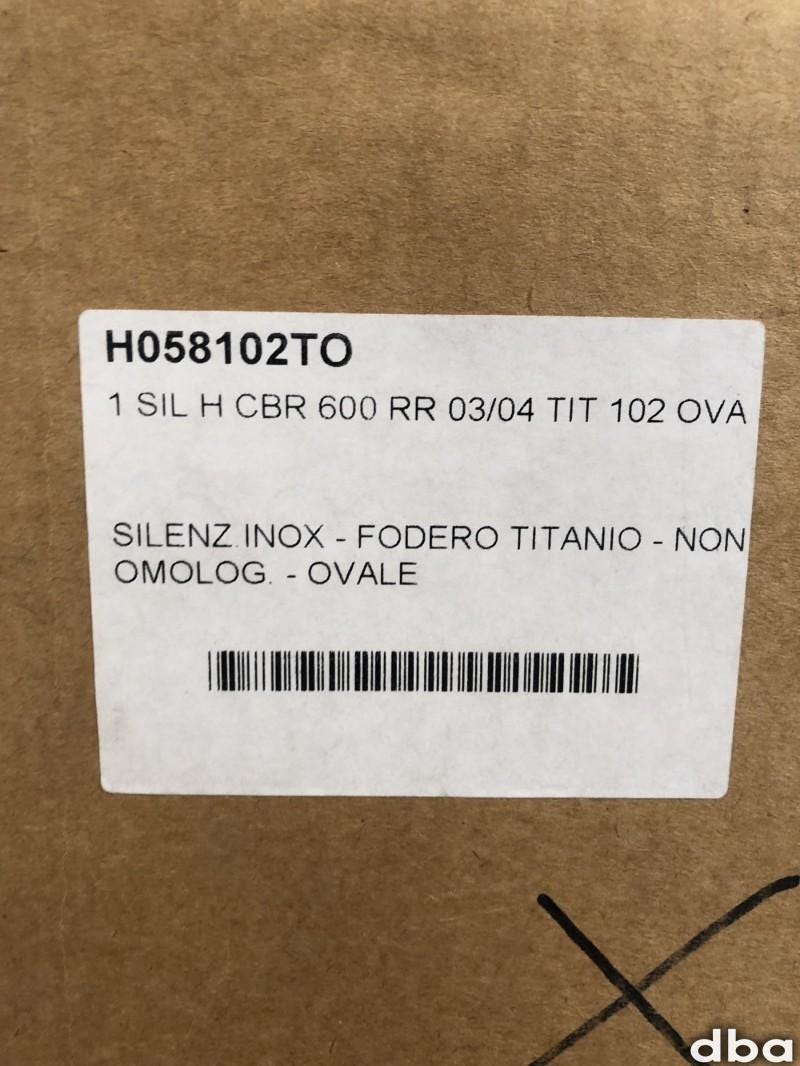 H058102TO
1 SIL H CBR 600 RR 03/04 TIT 102 OVA
SILENZ.INOX - FODERO TITANIO - NON
OMOLOG. - OVALE
dba